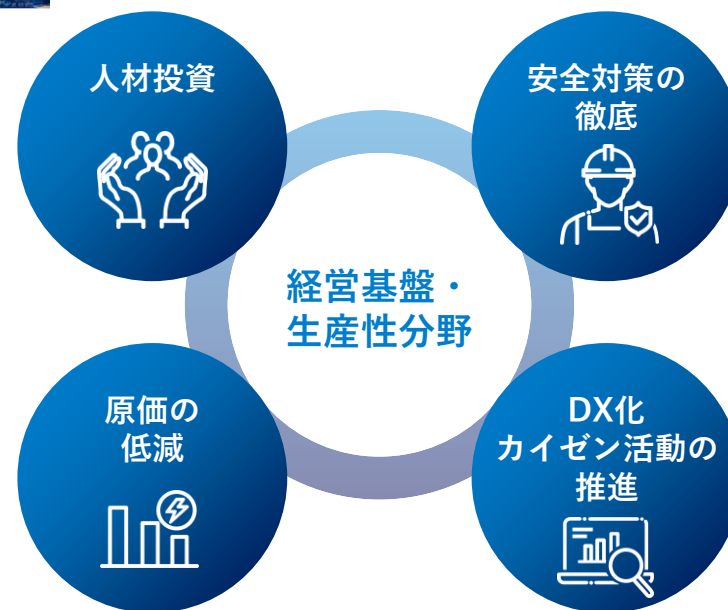 人材投資
安全対策の
徹底
経営基盤・
生産性分野
原価の
低減
DX化
カイゼン活動の
推進